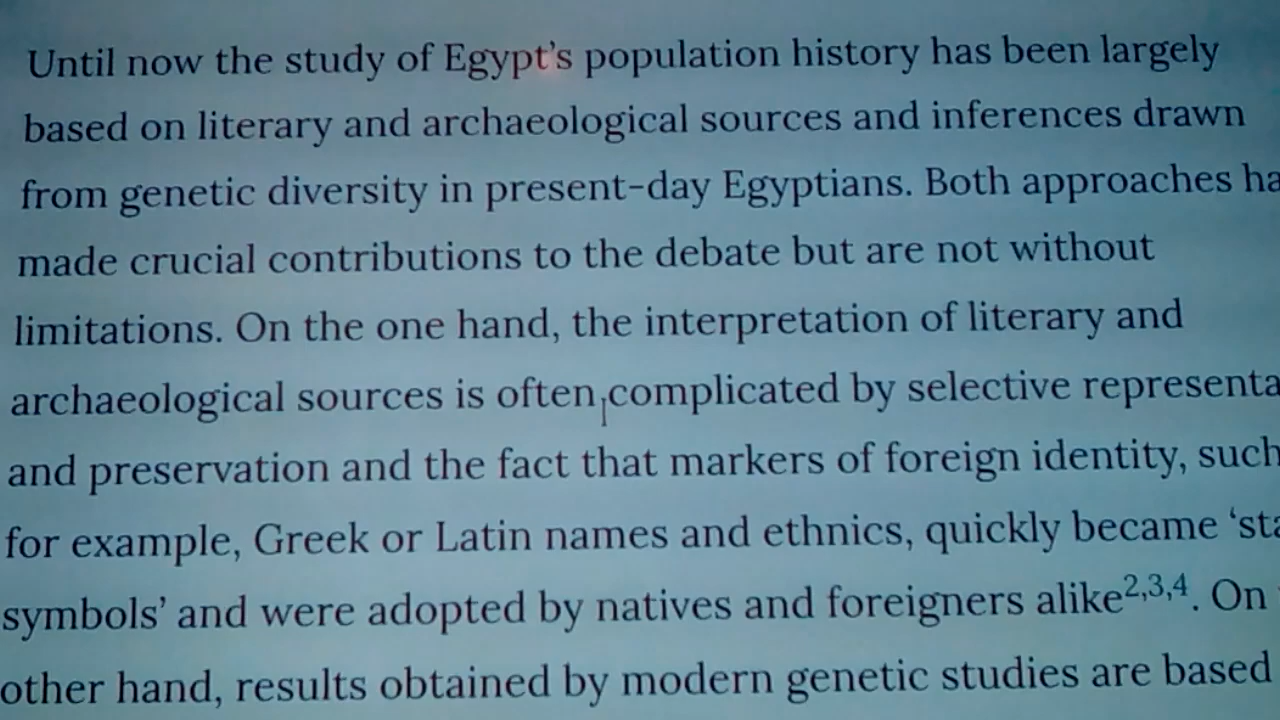 Until now the study of Egypt’s population history has been largely
based on literary and archaeological sources and inferences drawn
from genetic diversity in present-day Egyptians. Both approaches ha
made crucial contributions to the debate but are not without
limitations. On the one hand, the interpretation of literary and
archaeological sources is often complicated by selective representa
and preservation and the fact that markers of foreign identity, such
for example, Greek or Latin names and ethnics, quickly became ‘sta
symbols’ and were adopted by natives and foreigners alike2,3,4. On
other hand, results obtained by modern genetic studies are based